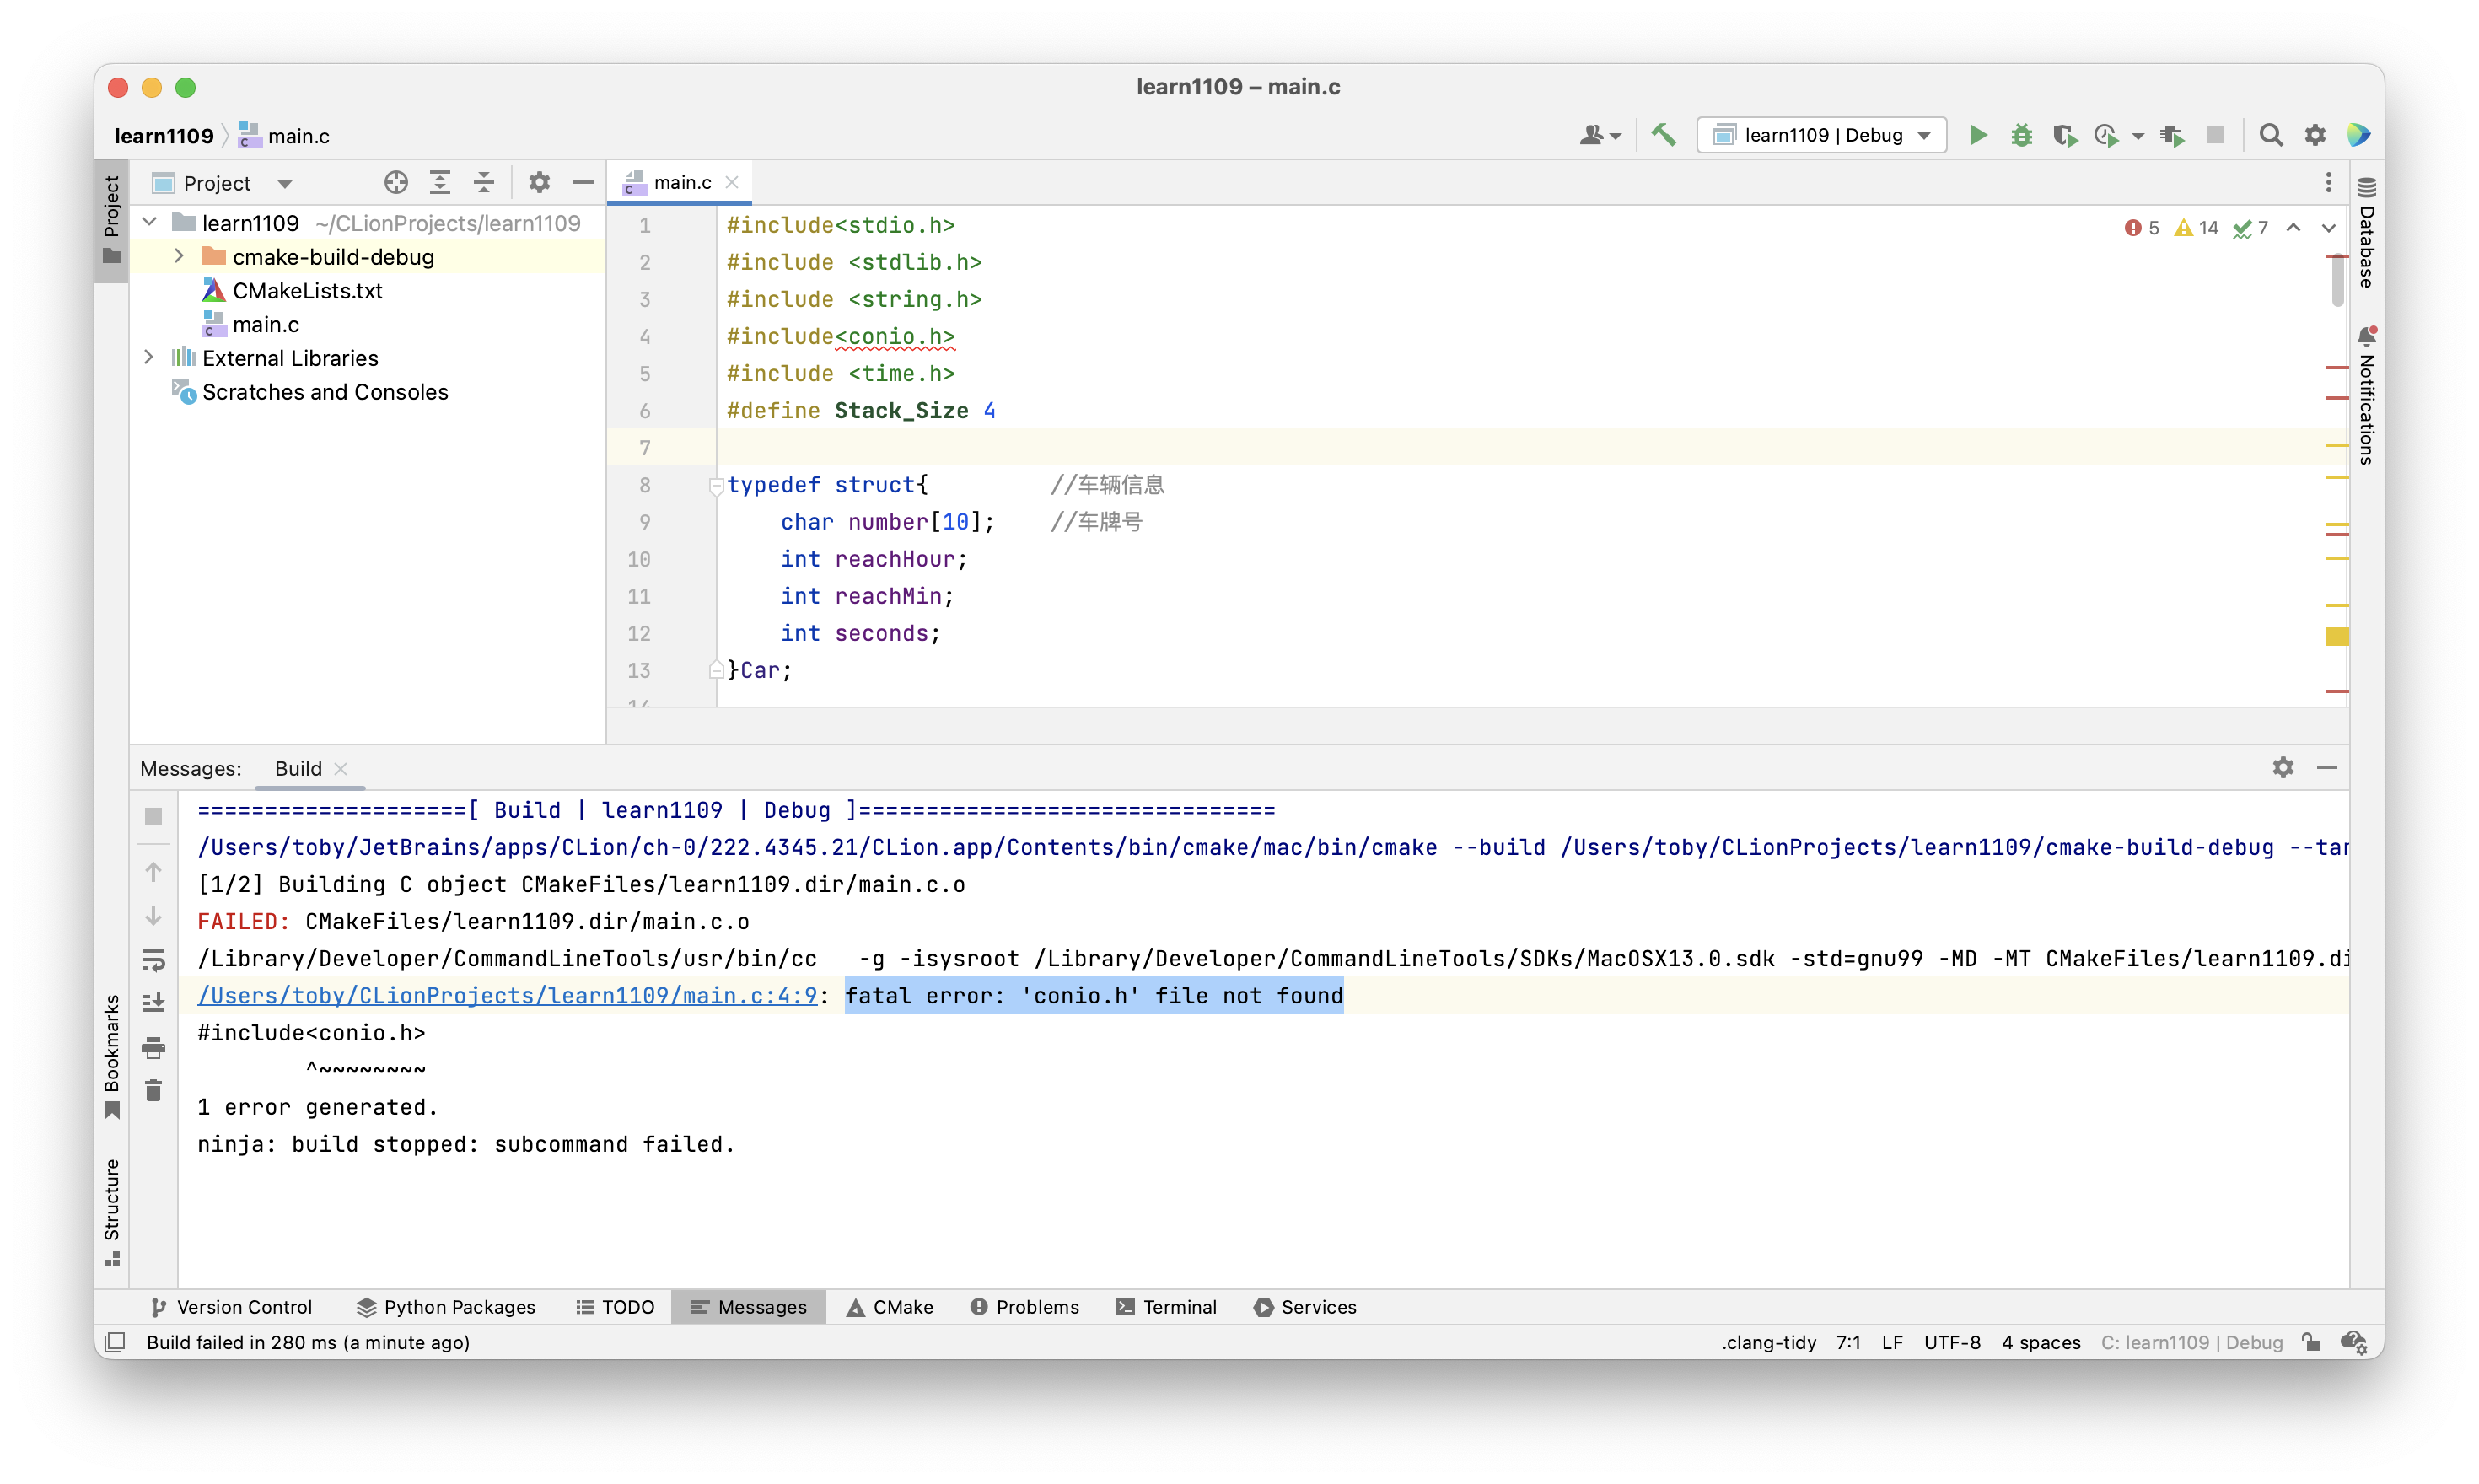 learn1109 – main.c
learn1109 main.c
learn1109 | Debug
Project
Project
learn1109 ~/CLionProjects/learn1109
cmake-build-debug
CMakeLists.txt
main.c
External Libraries
Scratches and Consoles
main.c
5 14 7
1 #include<stdio.h>
2 #include <stdlib.h>
3 #include <string.h>
4 #include<conio.h>
5 #include <time.h>
6 #define Stack_Size 4
7
8 typedef struct{ //车辆信息
9 char number[10]; //车牌号
10 int reachHour;
11 int reachMin;
12 int seconds;
13 }Car;
Database
Notifications
Messages: Build
====================[ Build | learn1109 | Debug ]===============================
/Users/toby/JetBrains/apps/CLion/ch-0/222.4345.21/CLion.app/Contents/bin/cmake/mac/bin/cmake --build /Users/toby/CLionProjects/learn1109/cmake-build-debug --tar
[1/2] Building C object CMakeFiles/learn1109.dir/main.c.o
FAILED: CMakeFiles/learn1109.dir/main.c.o
/Library/Developer/CommandLineTools/usr/bin/cc -g -isysroot /Library/Developer/CommandLineTools/SDKs/MacOSX13.0.sdk -std=gnu99 -MD -MT CMakeFiles/learn1109.di
/Users/toby/CLionProjects/learn1109/main.c:4:9: fatal error: 'conio.h' file not found
#include<conio.h>
^~~~~~~~~
1 error generated.
ninja: build stopped: subcommand failed.
Bookmarks
Structure
Version Control Python Packages TODO Messages CMake Problems Terminal Services
Build failed in 280 ms (a minute ago) .clang-tidy 7:1 LF UTF-8 4 spaces C: learn1109 | Debug